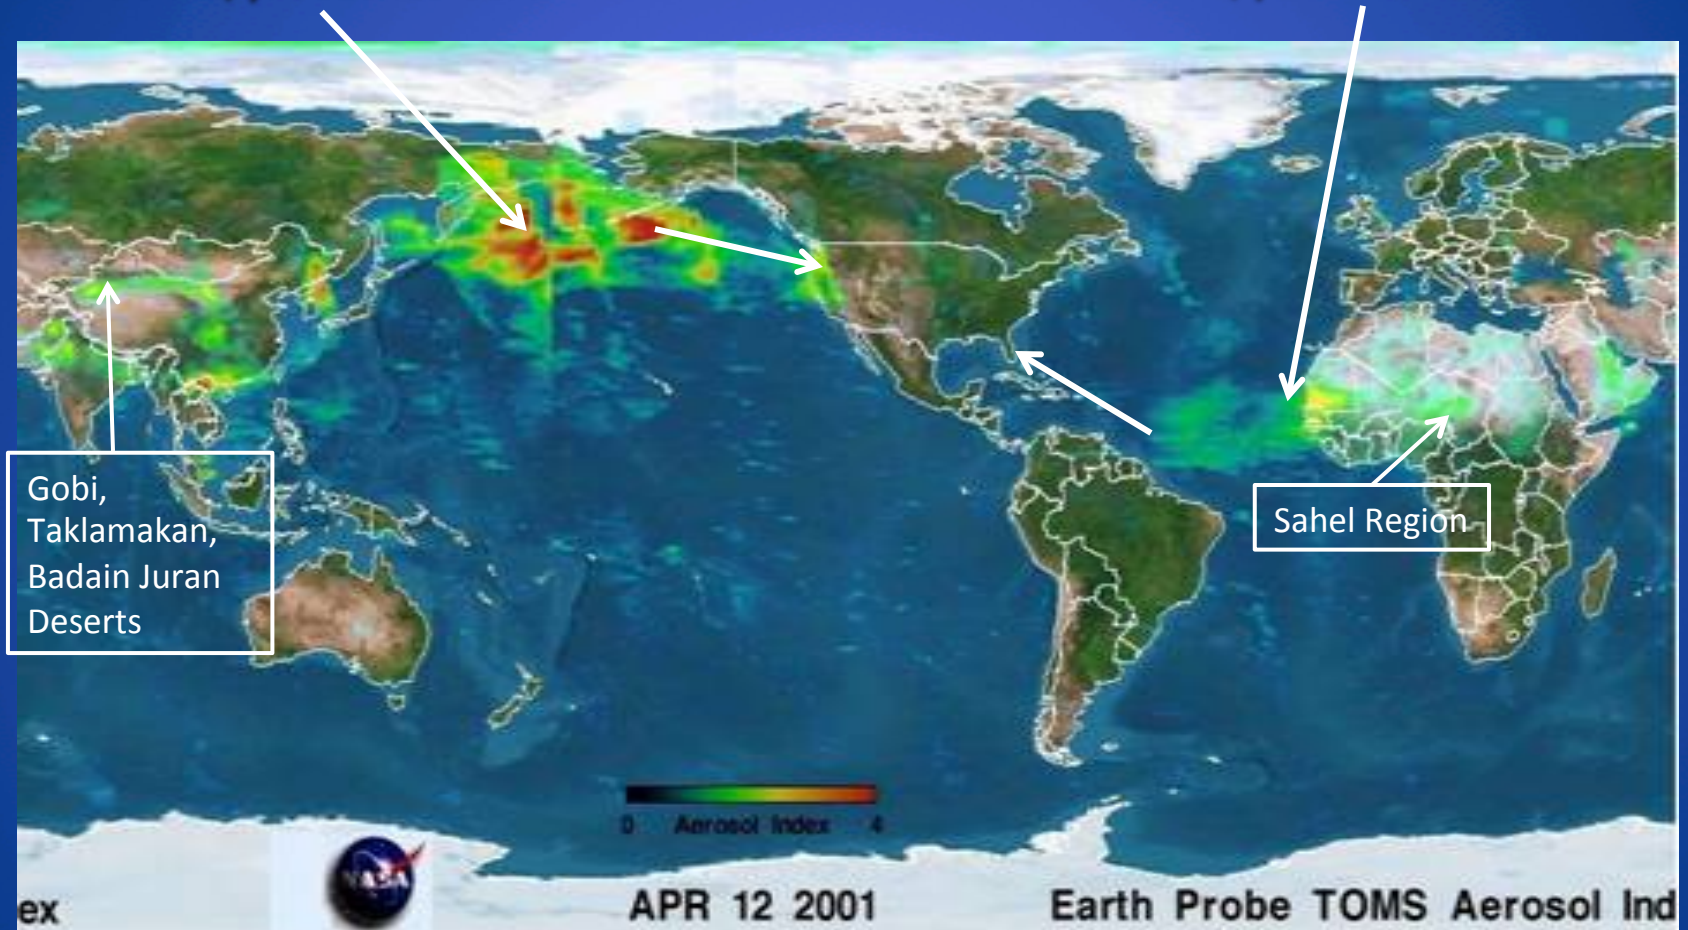 Gobi,
Taklamakan,
Badain Juran
Deserts
Sahel Region
0 Aerosol Index 4
NASA
ex
APR 12 2001
Earth Probe TOMS Aerosol Ind